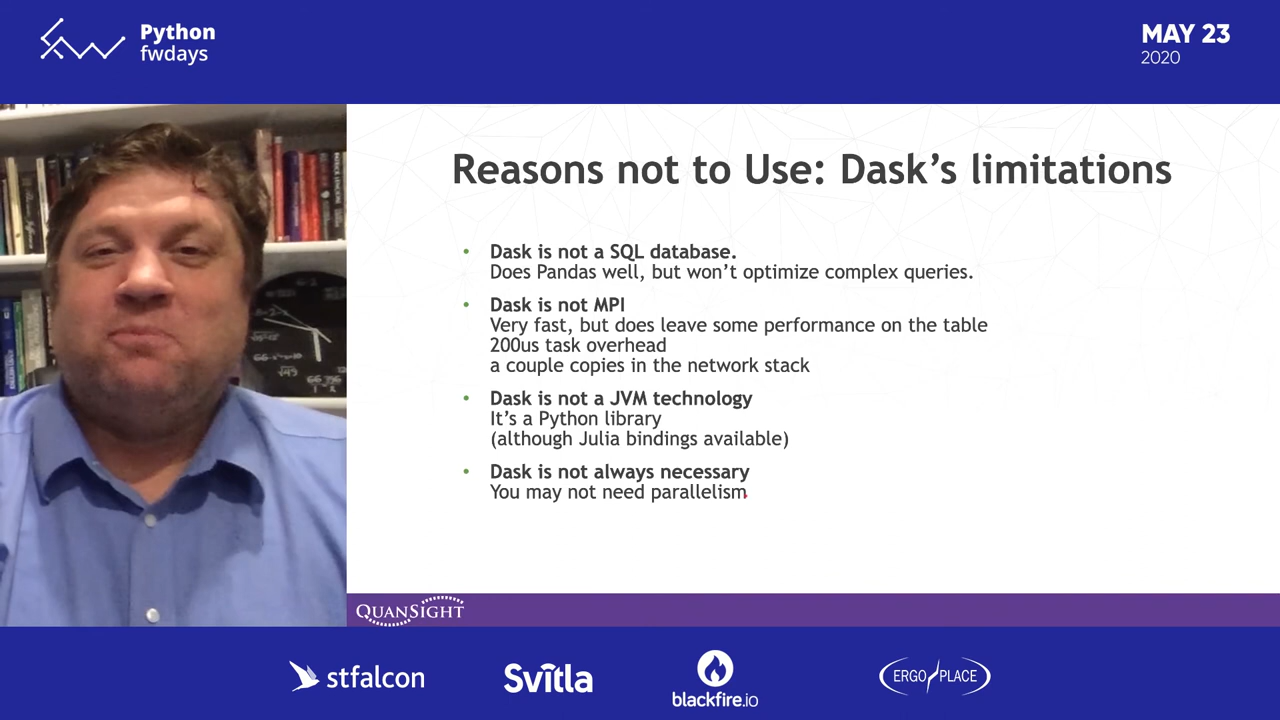 Python
fwdays
MAY 23
2020
Reasons not to Use: Dask's limitations
• Dask is not a SQL database.
Does Pandas well, but won't optimize complex queries.
• Dask is not MPI
Very fast, but does leave some performance on the table
200us task overhead
a couple copies in the network stack
• Dask is not a JVM technology
It's a Python library
(although Julia bindings available)
• Dask is not always necessary
You may not need parallelism
QUANSIGHT
stfalcon
Svitla
blackfire.io
ERGO PLACE